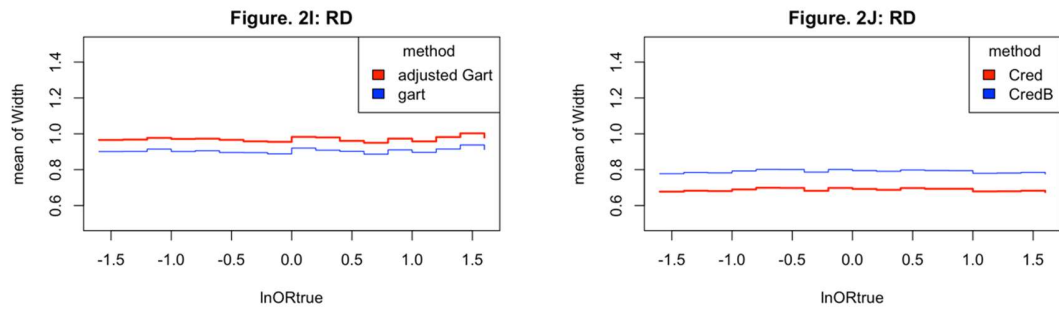 Figure. 2I: RD
mean of Width
1.4
1.2
1.0
0.8
0.6
method
adjusted Gart
gart
-1.5
-1.0
-0.5
0.0
0.5
1.0
1.5
lnORtrue
Figure. 2J: RD
mean of Width
1.4
1.2
1.0
0.8
0.6
method
Cred
CredB
-1.5
-1.0
-0.5
0.0
0.5
1.0
1.5
lnORtrue